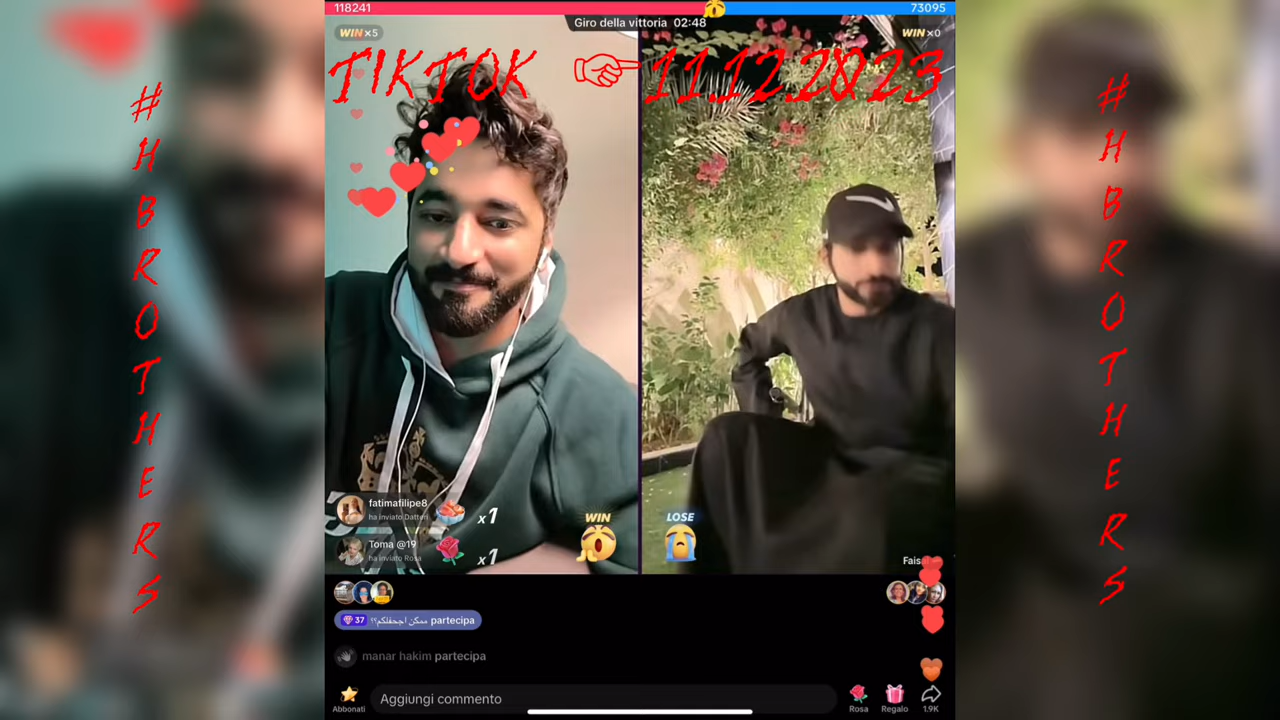 118241
73095
Giro della vittoria 02:48
WIN ×5
WIN ×0
TIKTOK ☞ 11.12.2023
#HBROTHERS
#HBROTHERS
fatimafilipe8
ha inviato Datteri
x1
Toma @19
ha inviato Rosa
x1
WIN
LOSE
Faisal
37 ممكن اجحفلكم؟؟ partecipa
manar hakim partecipa
Abbonati
Aggiungi commento
Rosa
Regalo
1.9K